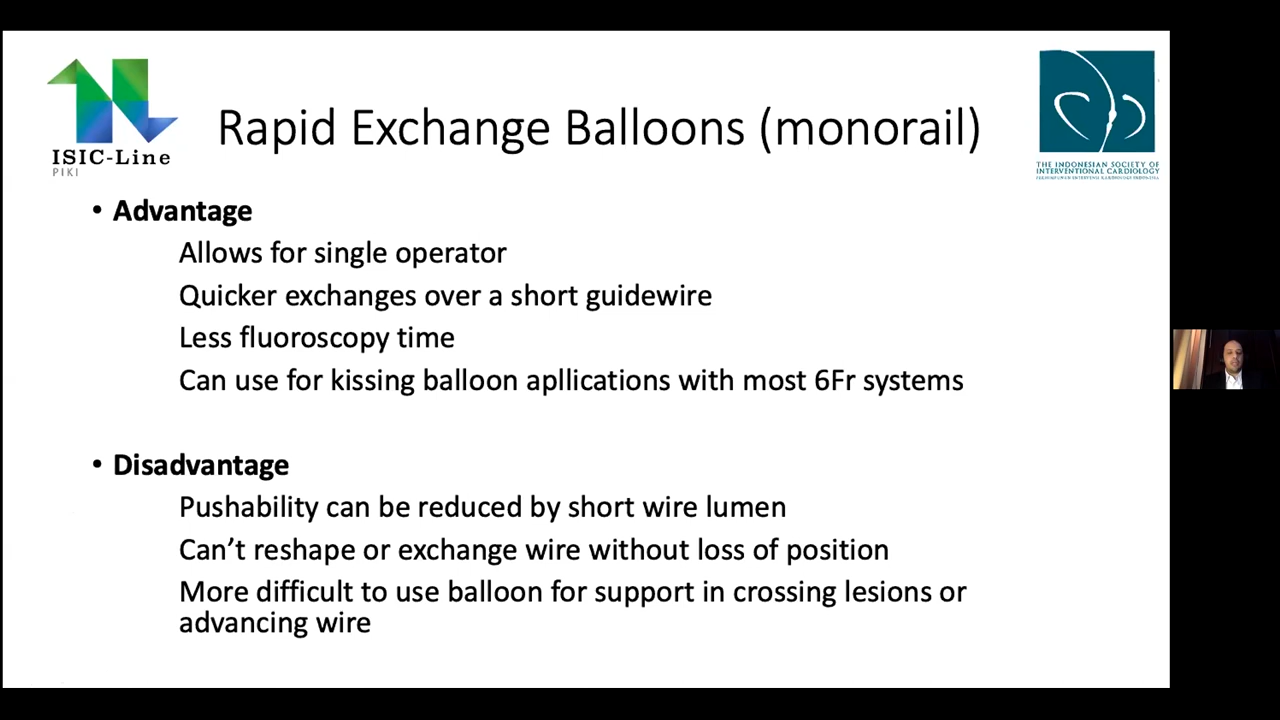 ISIC-Line
PIKI
Rapid Exchange Balloons (monorail)
THE INDONESIAN SOCIETY OF
INTERVENTIONAL CARDIOLOGY
• Advantage
Allows for single operator
Quicker exchanges over a short guidewire
Less fluoroscopy time
Can use for kissing balloon apllications with most 6Fr systems
• Disadvantage
Pushability can be reduced by short wire lumen
Can’t reshape or exchange wire without loss of position
More difficult to use balloon for support in crossing lesions or
advancing wire